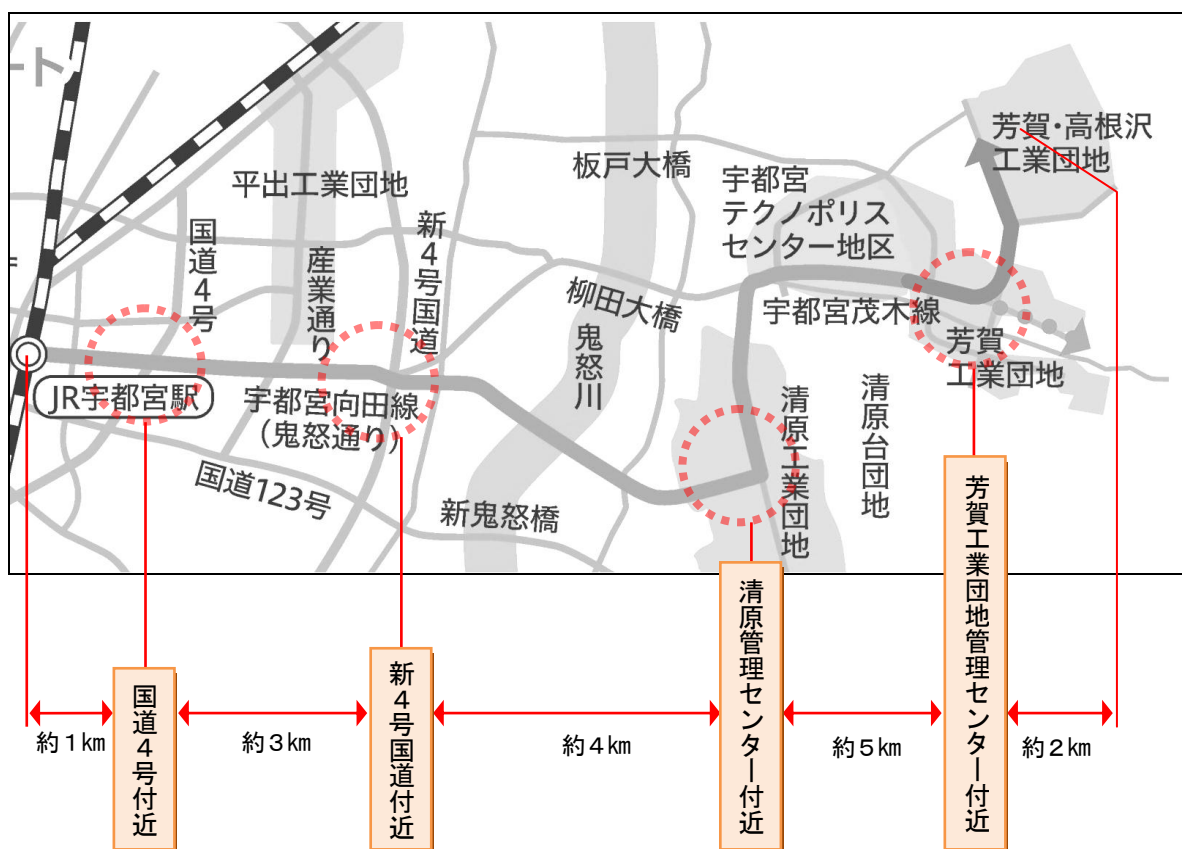 芳賀・高根沢
工業団地
板戸大橋
宇都宮
テクノポリス
センター地区
平出工業団地
国道4号
産業通り
新4号国道
柳田大橋
鬼怒川
宇都宮茂木線
芳賀
工業団地
JR宇都宮駅
宇都宮向田線
（鬼怒通り）
清原工業団地
清原台団地
国道123号
新鬼怒橋
国道４号付近
新４号国道付近
清原管理センター付近
芳賀工業団地管理センター付近
約１㎞
約３㎞
約４㎞
約５㎞
約２㎞